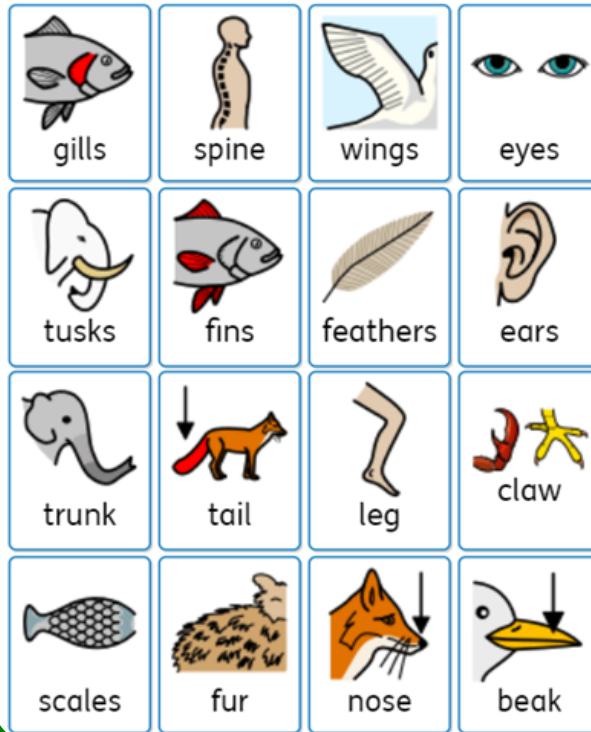 gills
spine
wings
eyes
tusks
fins
feathers
ears
trunk
tail
leg
claw
scales
fur
nose
beak